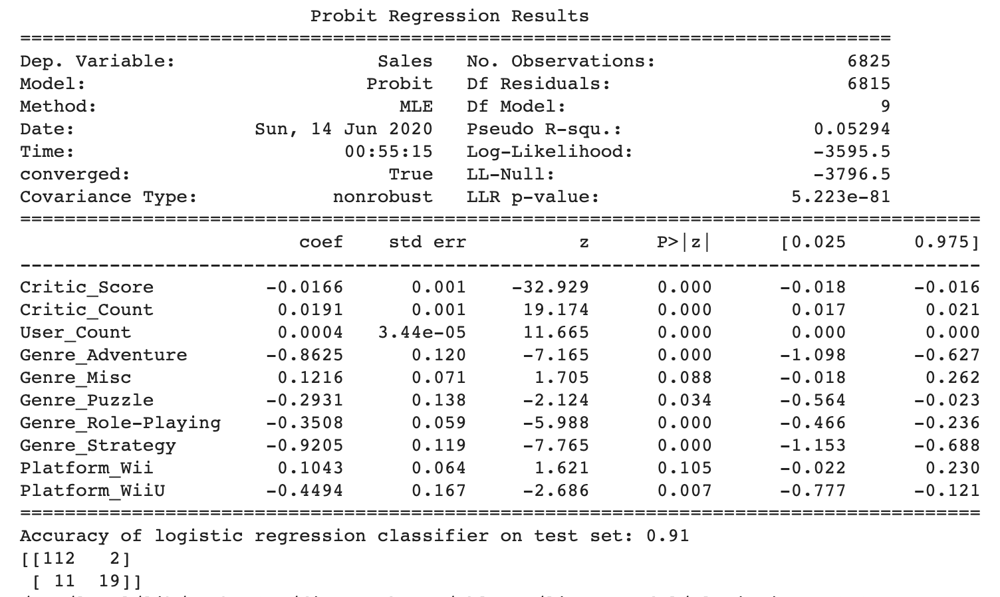 Probit Regression Results
==============================================================================
Dep. Variable: Sales No. Observations: 6825
Model: Probit Df Residuals: 6815
Method: MLE Df Model: 9
Date: Sun, 14 Jun 2020 Pseudo R-squ.: 0.05294
Time: 00:55:15 Log-Likelihood: -3595.5
converged: True LL-Null: -3796.5
Covariance Type: nonrobust LLR p-value: 5.223e-81
======================================================================================
coef std err z P>|z| [0.025 0.975]
--------------------------------------------------------------------------------------
Critic_Score -0.0166 0.001 -32.929 0.000 -0.018 -0.016
Critic_Count 0.0191 0.001 19.174 0.000 0.017 0.021
User_Count 0.0004 3.44e-05 11.665 0.000 0.000 0.000
Genre_Adventure -0.8625 0.120 -7.165 0.000 -1.098 -0.627
Genre_Misc 0.1216 0.071 1.705 0.088 -0.018 0.262
Genre_Puzzle -0.2931 0.138 -2.124 0.034 -0.564 -0.023
Genre_Role-Playing -0.3508 0.059 -5.988 0.000 -0.466 -0.236
Genre_Strategy -0.9205 0.119 -7.765 0.000 -1.153 -0.688
Platform_Wii 0.1043 0.064 1.621 0.105 -0.022 0.230
Platform_WiiU -0.4494 0.167 -2.686 0.007 -0.777 -0.121
======================================================================================
Accuracy of logistic regression classifier on test set: 0.91
[[112 2]
[ 11 19]]